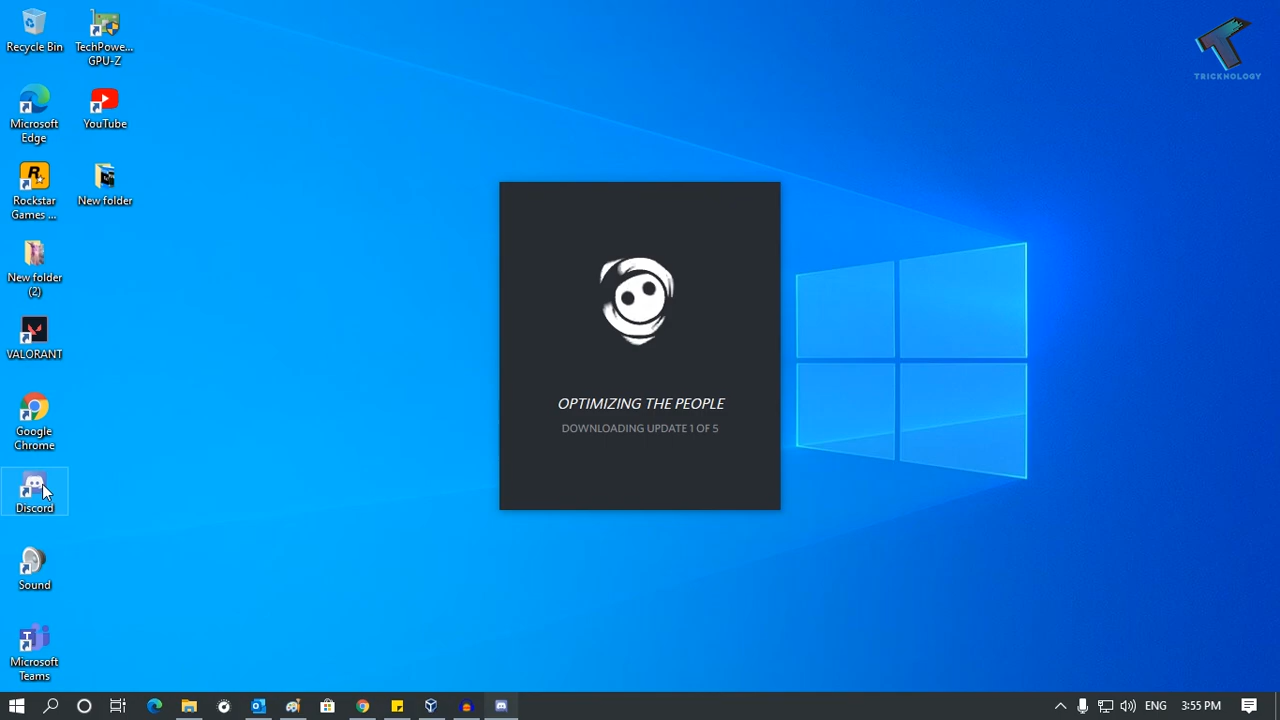 Recycle Bin
TechPowe...
GPU-Z
TRICKNOLOGY
Microsoft
Edge
YouTube
Rockstar
Games ...
New folder
New folder
(2)
VALORANT
Google
Chrome
OPTIMIZING THE PEOPLE
DOWNLOADING UPDATE 1 OF 5
Discord
Sound
Microsoft
Teams
ENG
3:55 PM